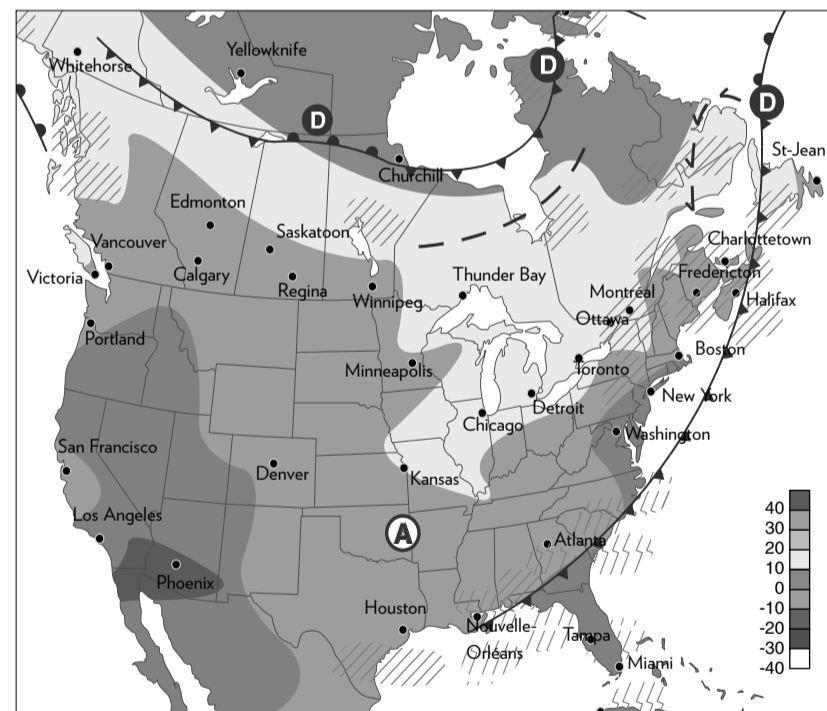 Yellowknife
Whitehorse
D
D
D
Churchill
St-Jean
Edmonton
Saskatoon
Vancouver
Calgary
Victoria
Regina
Winnipeg
Thunder Bay
Charlottetown
Fredericton
Montréal
Halifax
Ottawa
Portland
Minneapolis
Toronto
Boston
New York
Detroit
Chicago
Washington
San Francisco
Denver
Kansas
Los Angeles
A
Atlanta
Phoenix
Houston
Nouvelle-
Orléans
Tampa
Miami
40
30
20
10
0
-10
-20
-30
-40